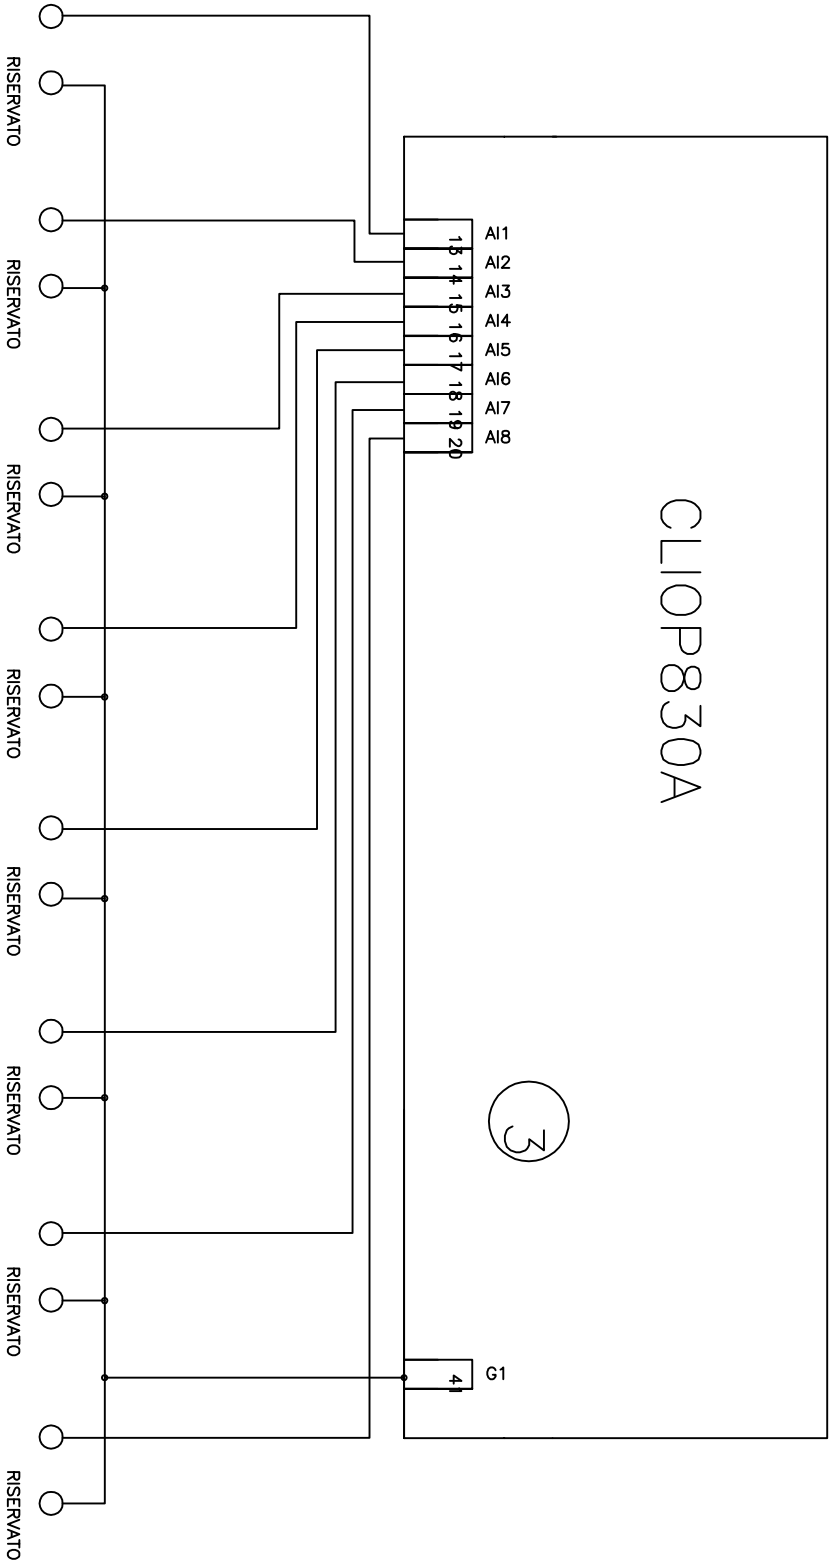 RISERVATO
RISERVATO
RISERVATO
RISERVATO
RISERVATO
RISERVATO
RISERVATO
RISERVATO
13 AI1
14 AI2
15 AI3
16 AI4
17 AI5
18 AI6
19 AI7
20 AI8
CLIOP830A
3
41 G1